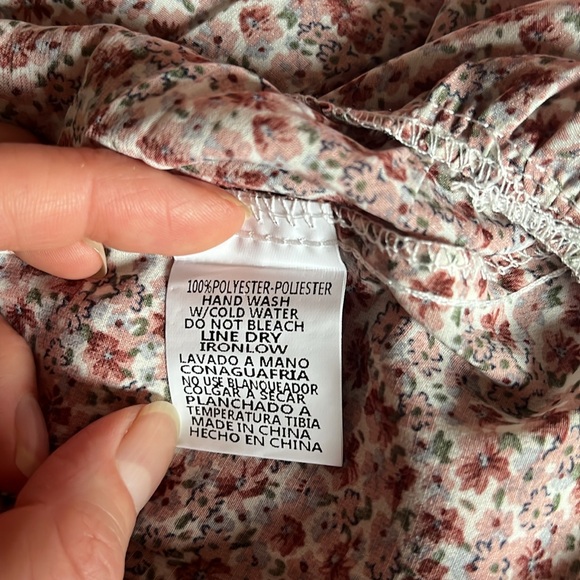 100%POLYESTER-POLIESTER
HAND WASH
W/COLD WATER
DO NOT BLEACH
LINE DRY
IRONLOW
LAVADO A MANO
CONAGUAFRIA
NO USE BLANQUEADOR
COLGAR A SECAR
PLANCHADO A
TEMPERATURA TIBIA
MADE IN CHINA
HECHO EN CHINA